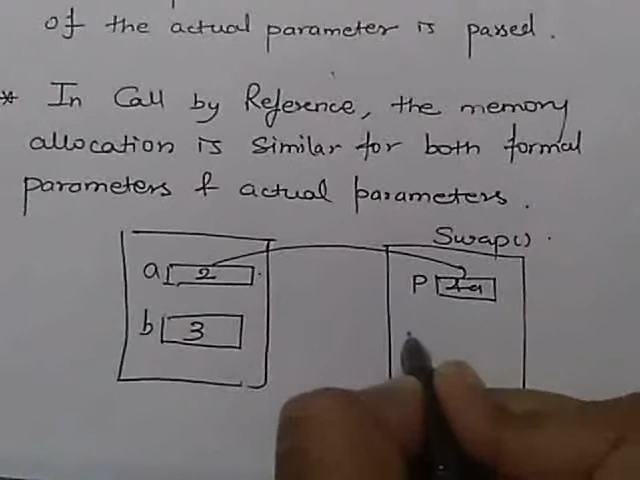 of the actual parameter is passed.
* In Call by Reference, the memory
allocation is similar for both formal
parameters & actual parameters.
Swap() .
a 2
P &a
b 3